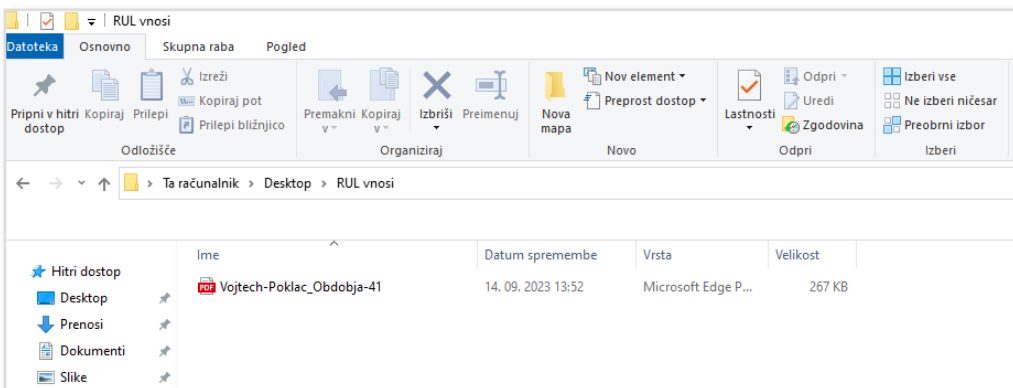 RUL vnosi
Datoteka Osnovno Skupna raba Pogled
Pripni v hitri dostop
Kopiraj
Prilepi
Izreži
Kopiraj pot
Prilepi bližnjico
Odložišče
Premakni v
Kopiraj v
Izbriši
Preimenuj
Organiziraj
Nova mapa
Nov element
Preprost dostop
Novo
Lastnosti
Odpri
Uredi
Zgodovina
Odpri
Izberi vse
Ne izberi ničesar
Preobrni izbor
Izberi
Ta računalnik > Desktop > RUL vnosi
Ime Datum spremembe Vrsta Velikost
PDF Vojtech-Poklac_Obdobja-41 14. 09. 2023 13:52 Microsoft Edge P... 267 KB
Hitri dostop
Desktop
Prenosi
Dokumenti
Slike